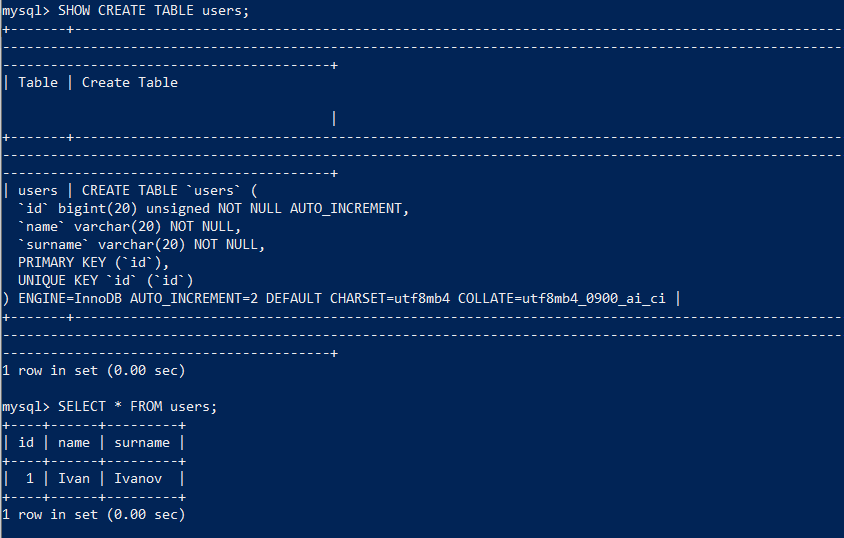 mysql> SHOW CREATE TABLE users;
+-------+------------------------------------------------------------------------------------------------
---------------------------------------------------------------------------------------------------------
-----------------------------------------+
| Table | Create Table
|
+-------+------------------------------------------------------------------------------------------------
---------------------------------------------------------------------------------------------------------
-----------------------------------------+
| users | CREATE TABLE `users` (
  `id` bigint(20) unsigned NOT NULL AUTO_INCREMENT,
  `name` varchar(20) NOT NULL,
  `surname` varchar(20) NOT NULL,
  PRIMARY KEY (`id`),
  UNIQUE KEY `id` (`id`)
) ENGINE=InnoDB AUTO_INCREMENT=2 DEFAULT CHARSET=utf8mb4 COLLATE=utf8mb4_0900_ai_ci |
+-------+------------------------------------------------------------------------------------------------
---------------------------------------------------------------------------------------------------------
-----------------------------------------+
1 row in set (0.00 sec)
mysql> SELECT * FROM users;
+----+------+---------+
| id | name | surname |
+----+------+---------+
|  1 | Ivan | Ivanov  |
+----+------+---------+
1 row in set (0.00 sec)